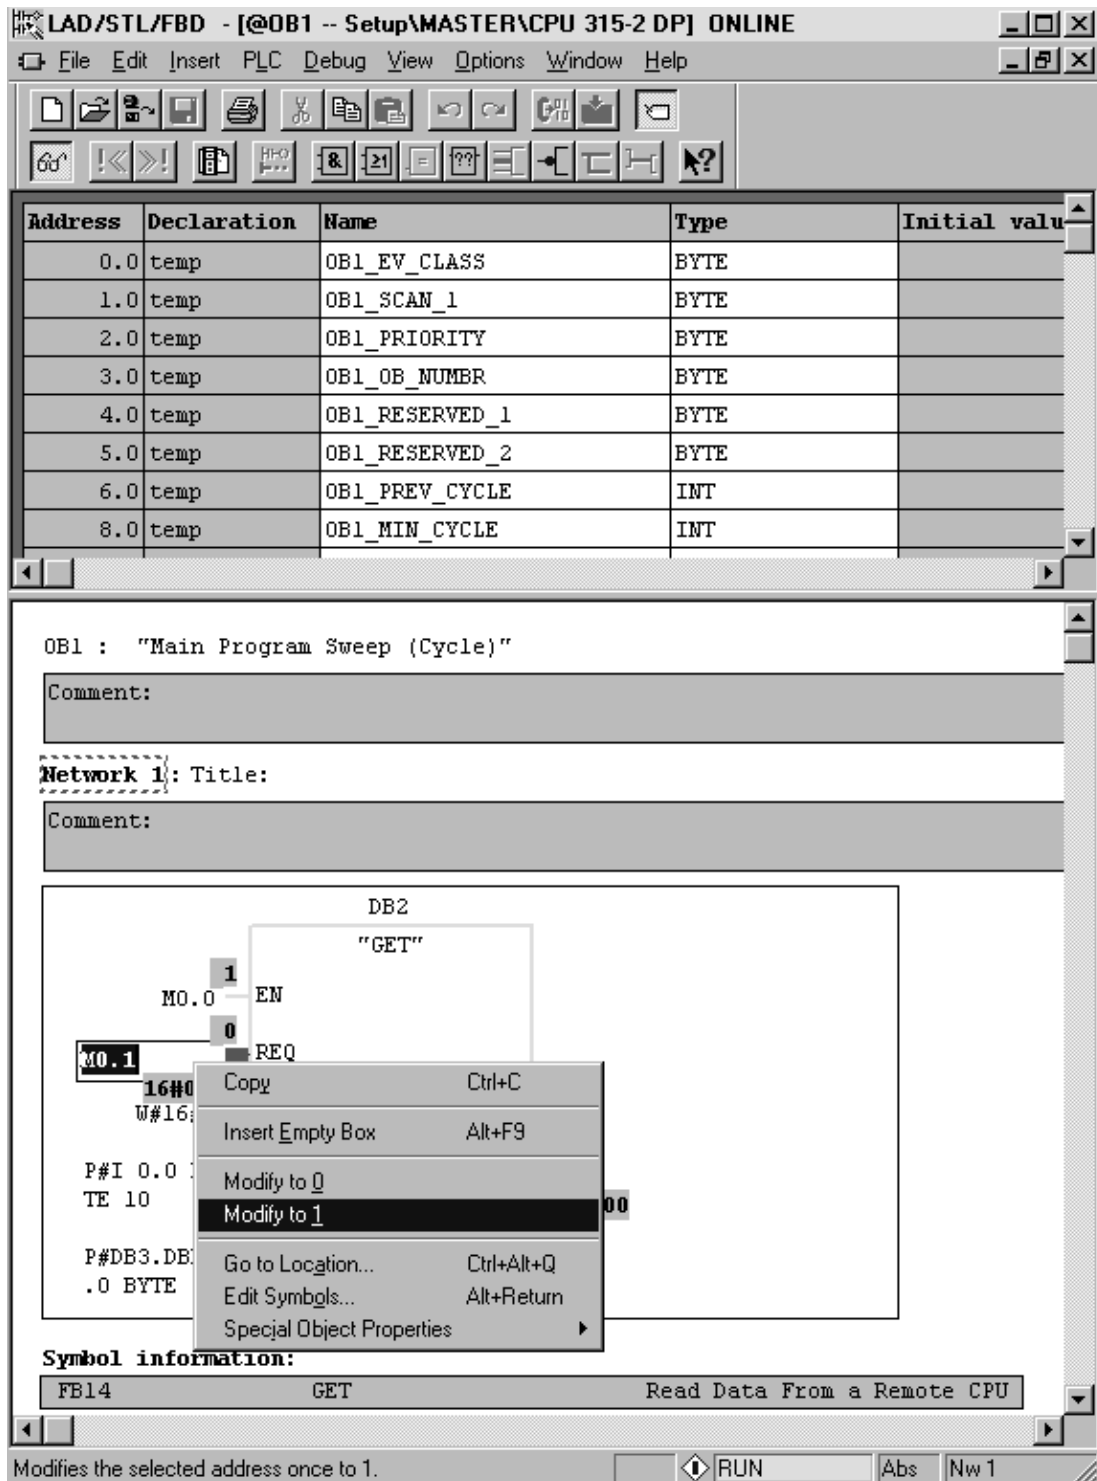 LAD/STL/FBD - [@OB1 -- Setup\MASTER\CPU 315-2 DP] ONLINE
File Edit Insert PLC Debug View Options Window Help
Address Declaration Name Type Initial valu
0.0 temp OB1_EV_CLASS BYTE
1.0 temp OB1_SCAN_1 BYTE
2.0 temp OB1_PRIORITY BYTE
3.0 temp OB1_OB_NUMBR BYTE
4.0 temp OB1_RESERVED_1 BYTE
5.0 temp OB1_RESERVED_2 BYTE
6.0 temp OB1_PREV_CYCLE INT
8.0 temp OB1_MIN_CYCLE INT
OB1 : "Main Program Sweep (Cycle)"
Comment:
Network 1: Title:
Comment:
DB2
"GET"
1
M0.0 EN
0
M0.1 REQ
16#0
W#16
P#I 0.0
TE 10
P#DB3.DB
.0 BYTE
00
Copy Ctrl+C
Insert Empty Box Alt+F9
Modify to 0
Modify to 1
Go to Location... Ctrl+Alt+Q
Edit Symbols... Alt+Return
Special Object Properties
Symbol information:
FB14 GET Read Data From a Remote CPU
Modifies the selected address once to 1. RUN Abs Nw 1